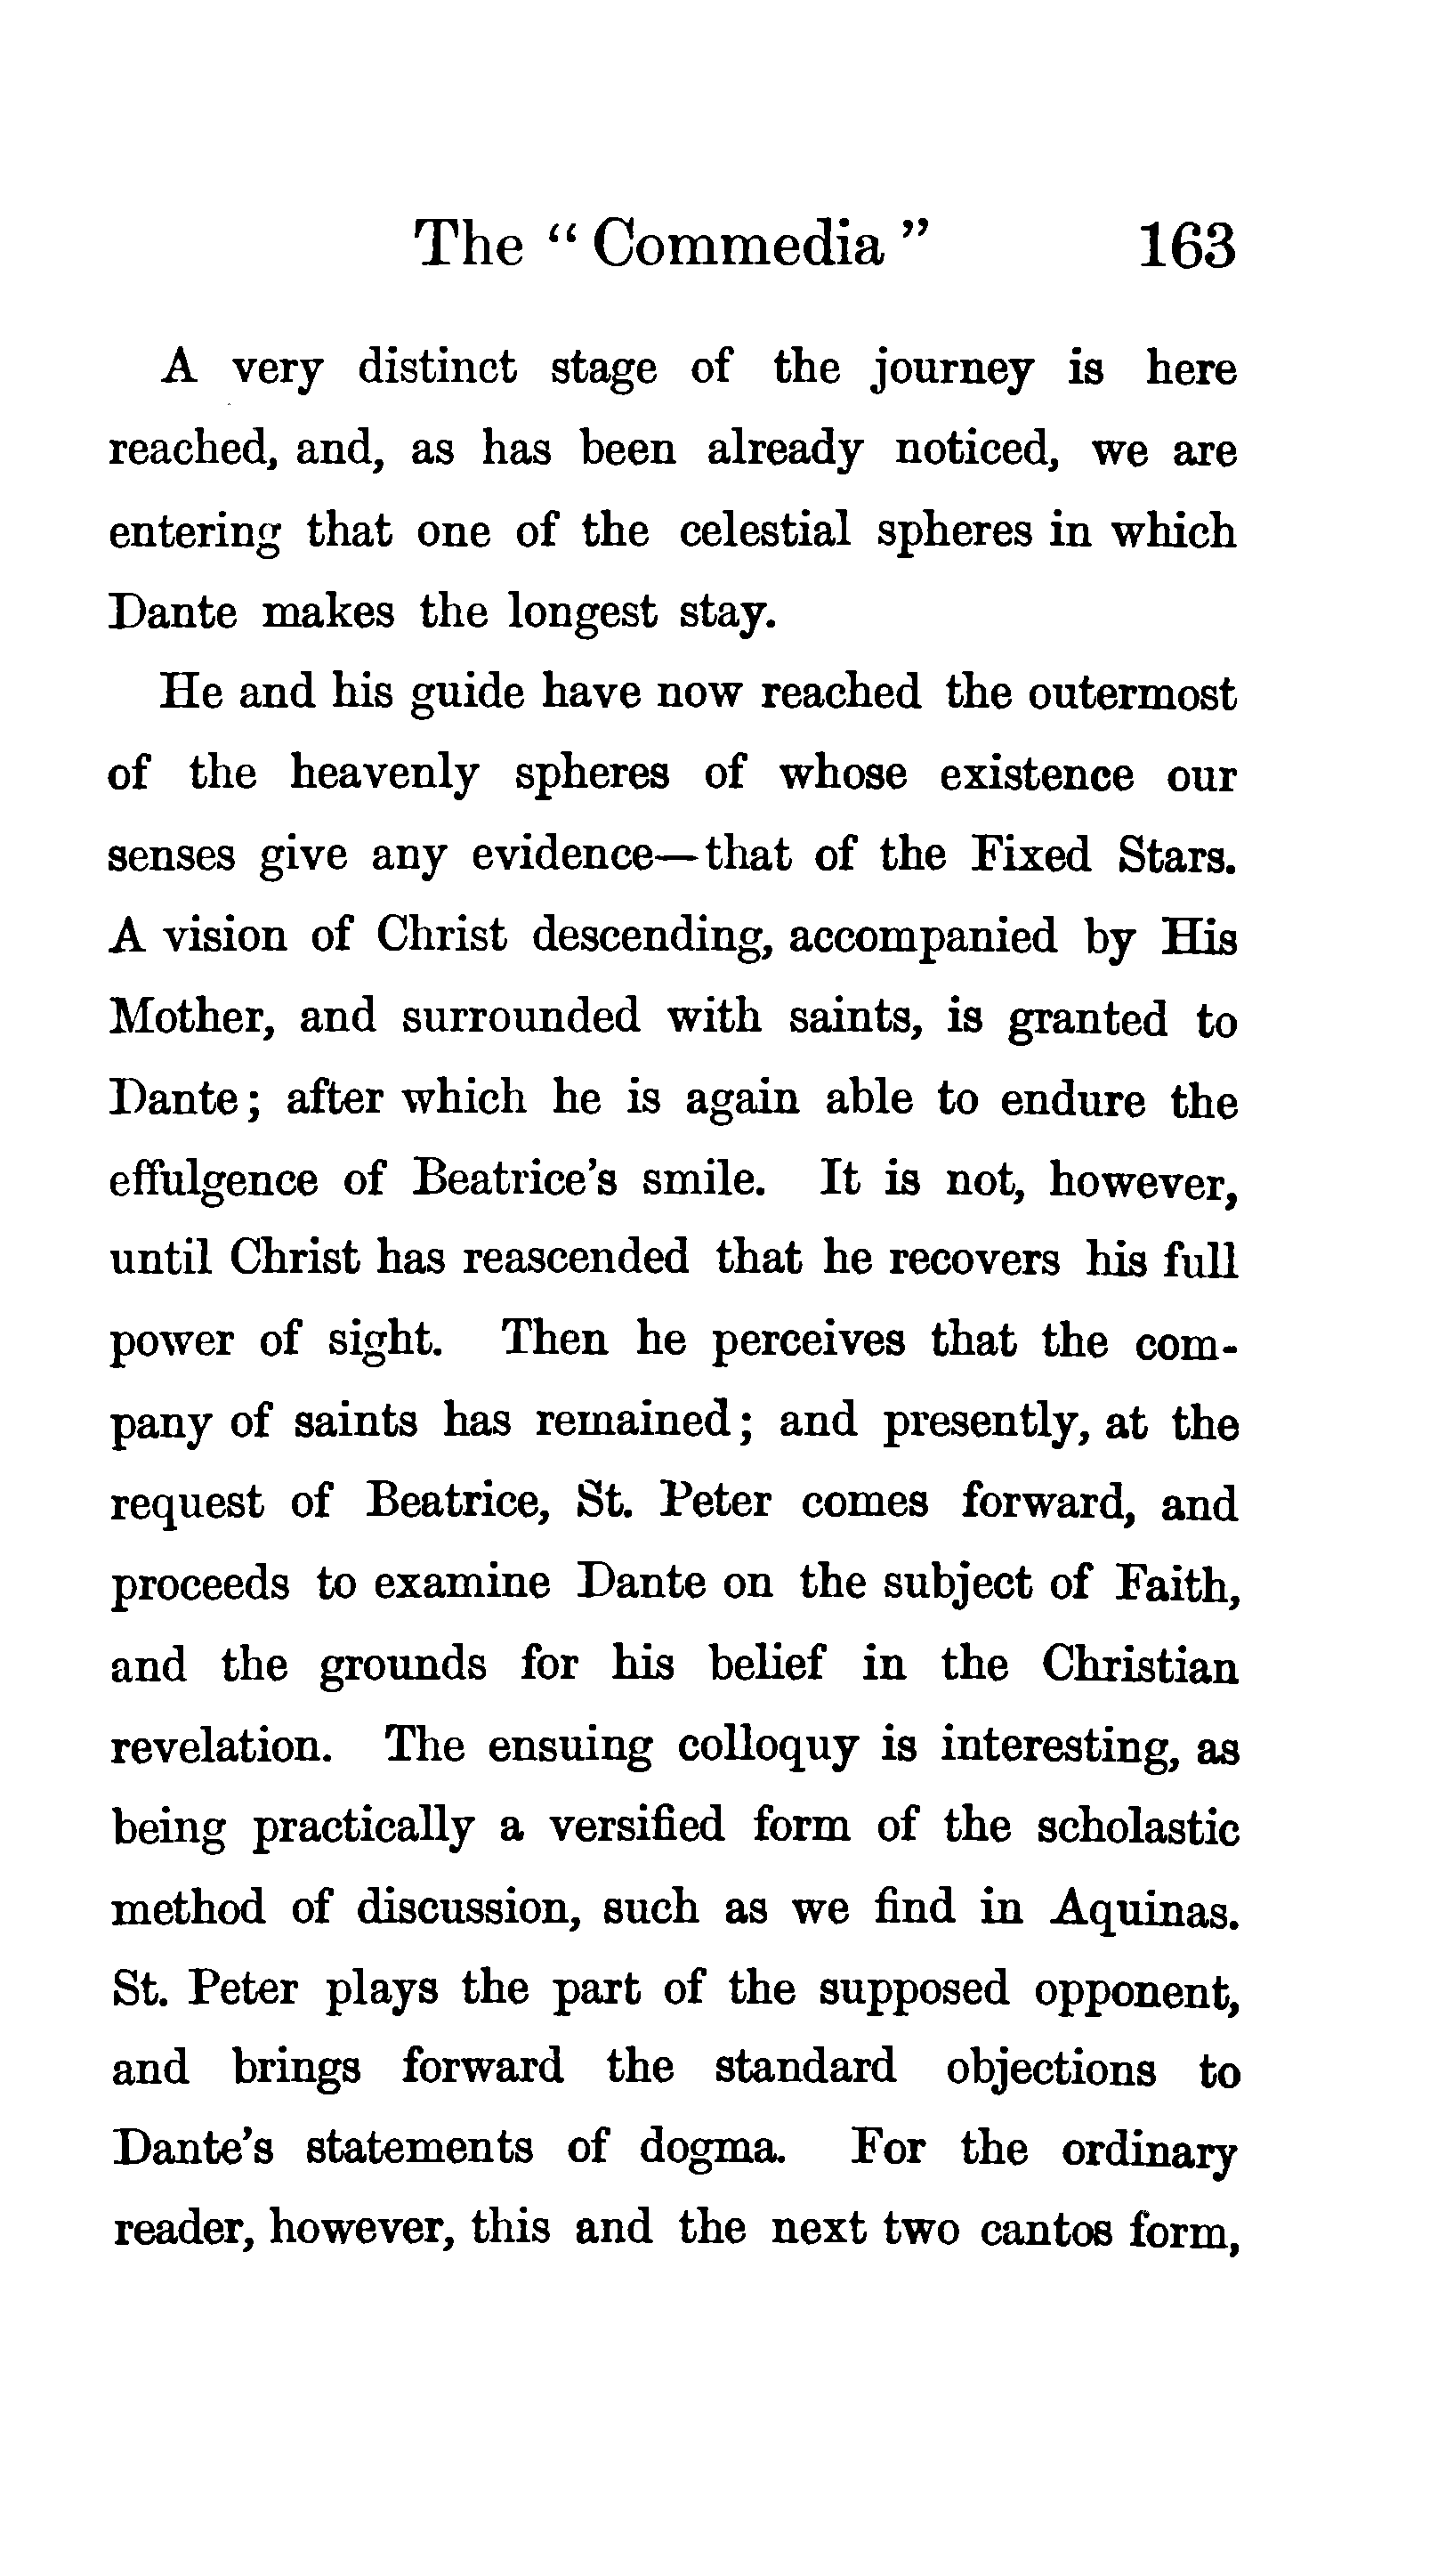 The “ Commedia ” 163
A very distinct stage of the journey is here
reached, and, as has been already noticed, we are
entering that one of the celestial spheres in which
Dante makes the longest stay.
He and his guide have now reached the outermost
of the heavenly spheres of whose existence our
senses give any evidence—that of the Fixed Stars.
A vision of Christ descending, accompanied by His
Mother, and surrounded with saints, is granted to
Dante; after which he is again able to endure the
effulgence of Beatrice's smile. It is not, however,
until Christ has reascended that he recovers his full
power of sight. Then he perceives that the com-
pany of saints has remained; and presently, at the
request of Beatrice, St. Peter comes forward, and
proceeds to examine Dante on the subject of Faith,
and the grounds for his belief in the Christian
revelation. The ensuing colloquy is interesting, as
being practically a versified form of the scholastic
method of discussion, such as we find in Aquinas.
St. Peter plays the part of the supposed opponent,
and brings forward the standard objections to
Dante's statements of dogma. For the ordinary
reader, however, this and the next two cantos form,